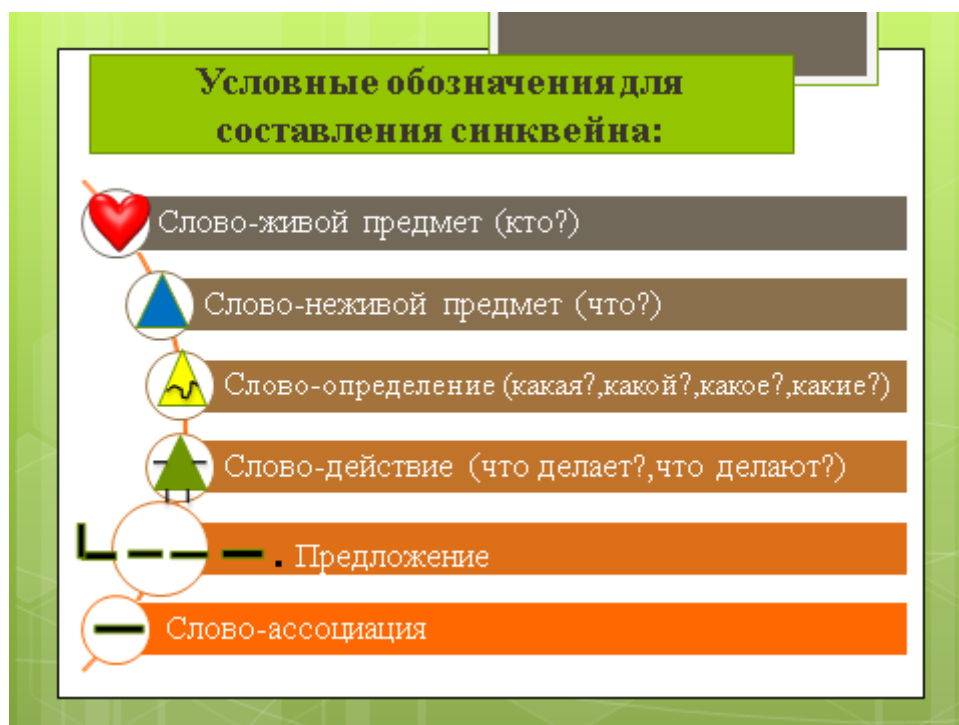 Условные обозначения для
составления синквейна:
Слово-живой предмет (кто?)
Слово-неживой предмет (что?)
Слово-определение (какая?,какой?,какое?,какие?)
Слово-действие (что делает?,что делают?)
Предложение
Слово-ассоциация